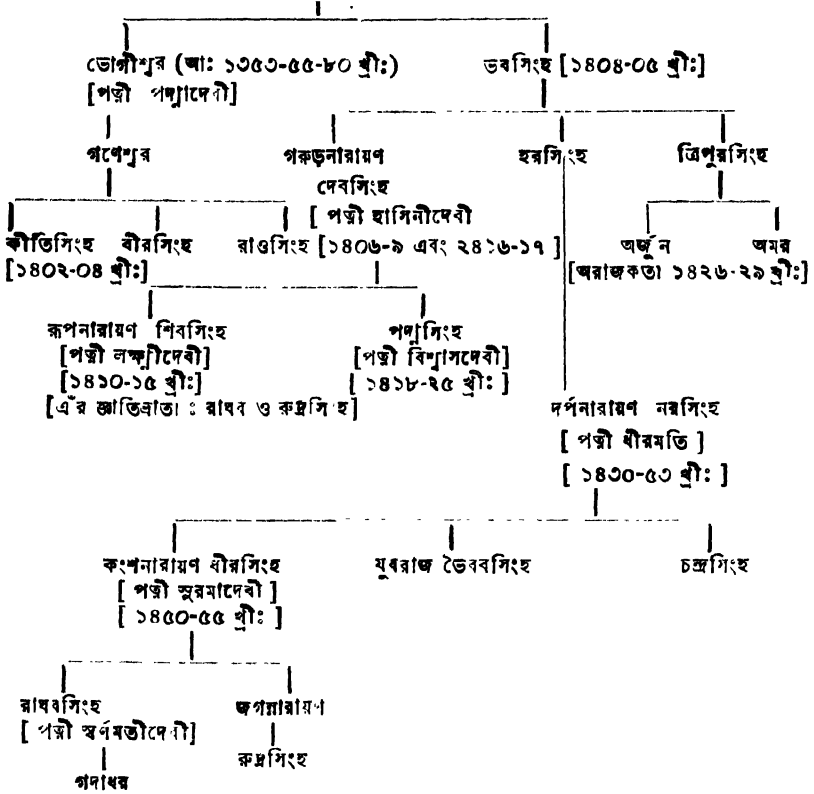 ভোগীশ্বর (আঃ ১৩৫৩-৫৫-৮০ খ্রীঃ) ভবসিংহ [১৪০৪-০৫ খ্রীঃ]
[পত্নী পদ্মাদেবী]
গণেশ্বর গরুড়নারায়ণ হরসিংহ ত্রিপুরসিংহ
দেবসিংহ
[ পত্নী হাসিনীদেবী
কীর্তিসিংহ বীরসিংহ রাওসিংহ [১৪০৬-৯ এবং ২৪১৬-১৭ ] অর্জুন অমর
[১৪০২-০৪ খ্রীঃ] [অরাজকতা ১৪২৬-২৯ খ্রীঃ]
রূপনারায়ণ শিবসিংহ পদ্মসিংহ
[পত্নী লক্ষ্মীদেবী] [পত্নী বিশ্বাসদেবী]
[১৪১০-১৫ খ্রীঃ] [ ১৪১৮-২৫ খ্রীঃ ]
[এঁর জ্ঞাতিভ্রাতা : রাঘব ও রুদ্রসিংহ] দর্পনারায়ণ নরসিংহ
[ পত্নী ধীরমতি ]
[ ১৪৩০-৫৩ খ্রীঃ ]
কংশনারায়ণ ধীরসিংহ যুবরাজ ভৈরবসিংহ চন্দ্রসিংহ
[ পত্নী সুরমাদেবী ]
[ ১৪৫০-৫৫ খ্রীঃ ]
রাঘবসিংহ জগন্নারায়ণ
[ পত্নী স্বর্ণমতীদেবী]
রুদ্রসিংহ
গদাধর